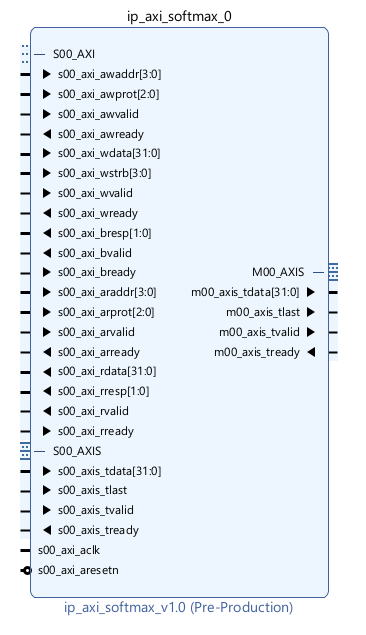 ip_axi_softmax_0
S00_AXI
s00_axi_awaddr[3:0]
s00_axi_awprot[2:0]
s00_axi_awvalid
s00_axi_awready
s00_axi_wdata[31:0]
s00_axi_wstrb[3:0]
s00_axi_wvalid
s00_axi_wready
s00_axi_bresp[1:0]
s00_axi_bvalid
s00_axi_bready
s00_axi_araddr[3:0]
s00_axi_arprot[2:0]
s00_axi_arvalid
s00_axi_arready
s00_axi_rdata[31:0]
s00_axi_rresp[1:0]
s00_axi_rvalid
s00_axi_rready
S00_AXIS
s00_axis_tdata[31:0]
s00_axis_tlast
s00_axis_tvalid
s00_axis_tready
s00_axi_aclk
s00_axi_aresetn
M00_AXIS
m00_axis_tdata[31:0]
m00_axis_tlast
m00_axis_tvalid
m00_axis_tready
ip_axi_softmax_v1.0 (Pre-Production)